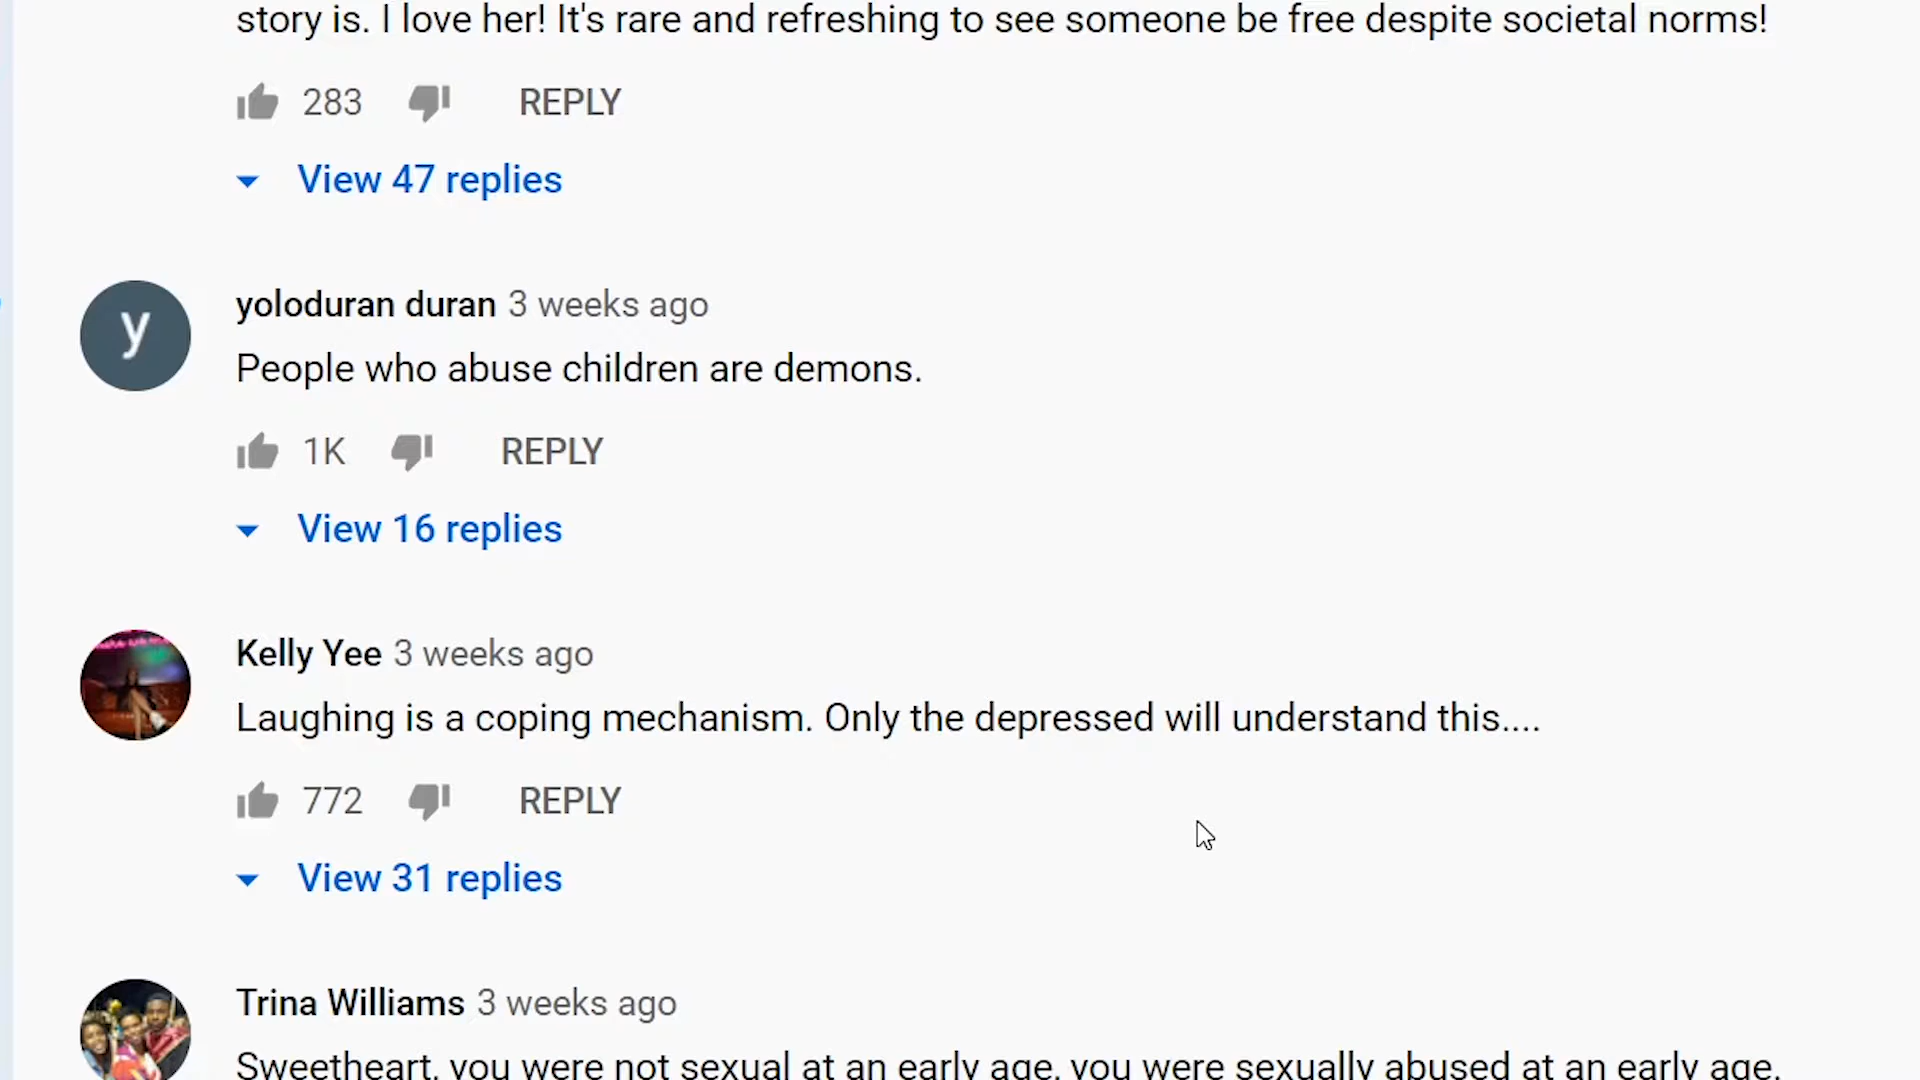 story is. I love her! It's rare and refreshing to see someone be free despite societal norms!
283 REPLY
View 47 replies
y
yoloduran duran 3 weeks ago
People who abuse children are demons.
1K REPLY
View 16 replies
Kelly Yee 3 weeks ago
Laughing is a coping mechanism. Only the depressed will understand this....
772 REPLY
View 31 replies
Trina Williams 3 weeks ago
Sweetheart, you were not sexual at an early age, you were sexually abused at an early age.